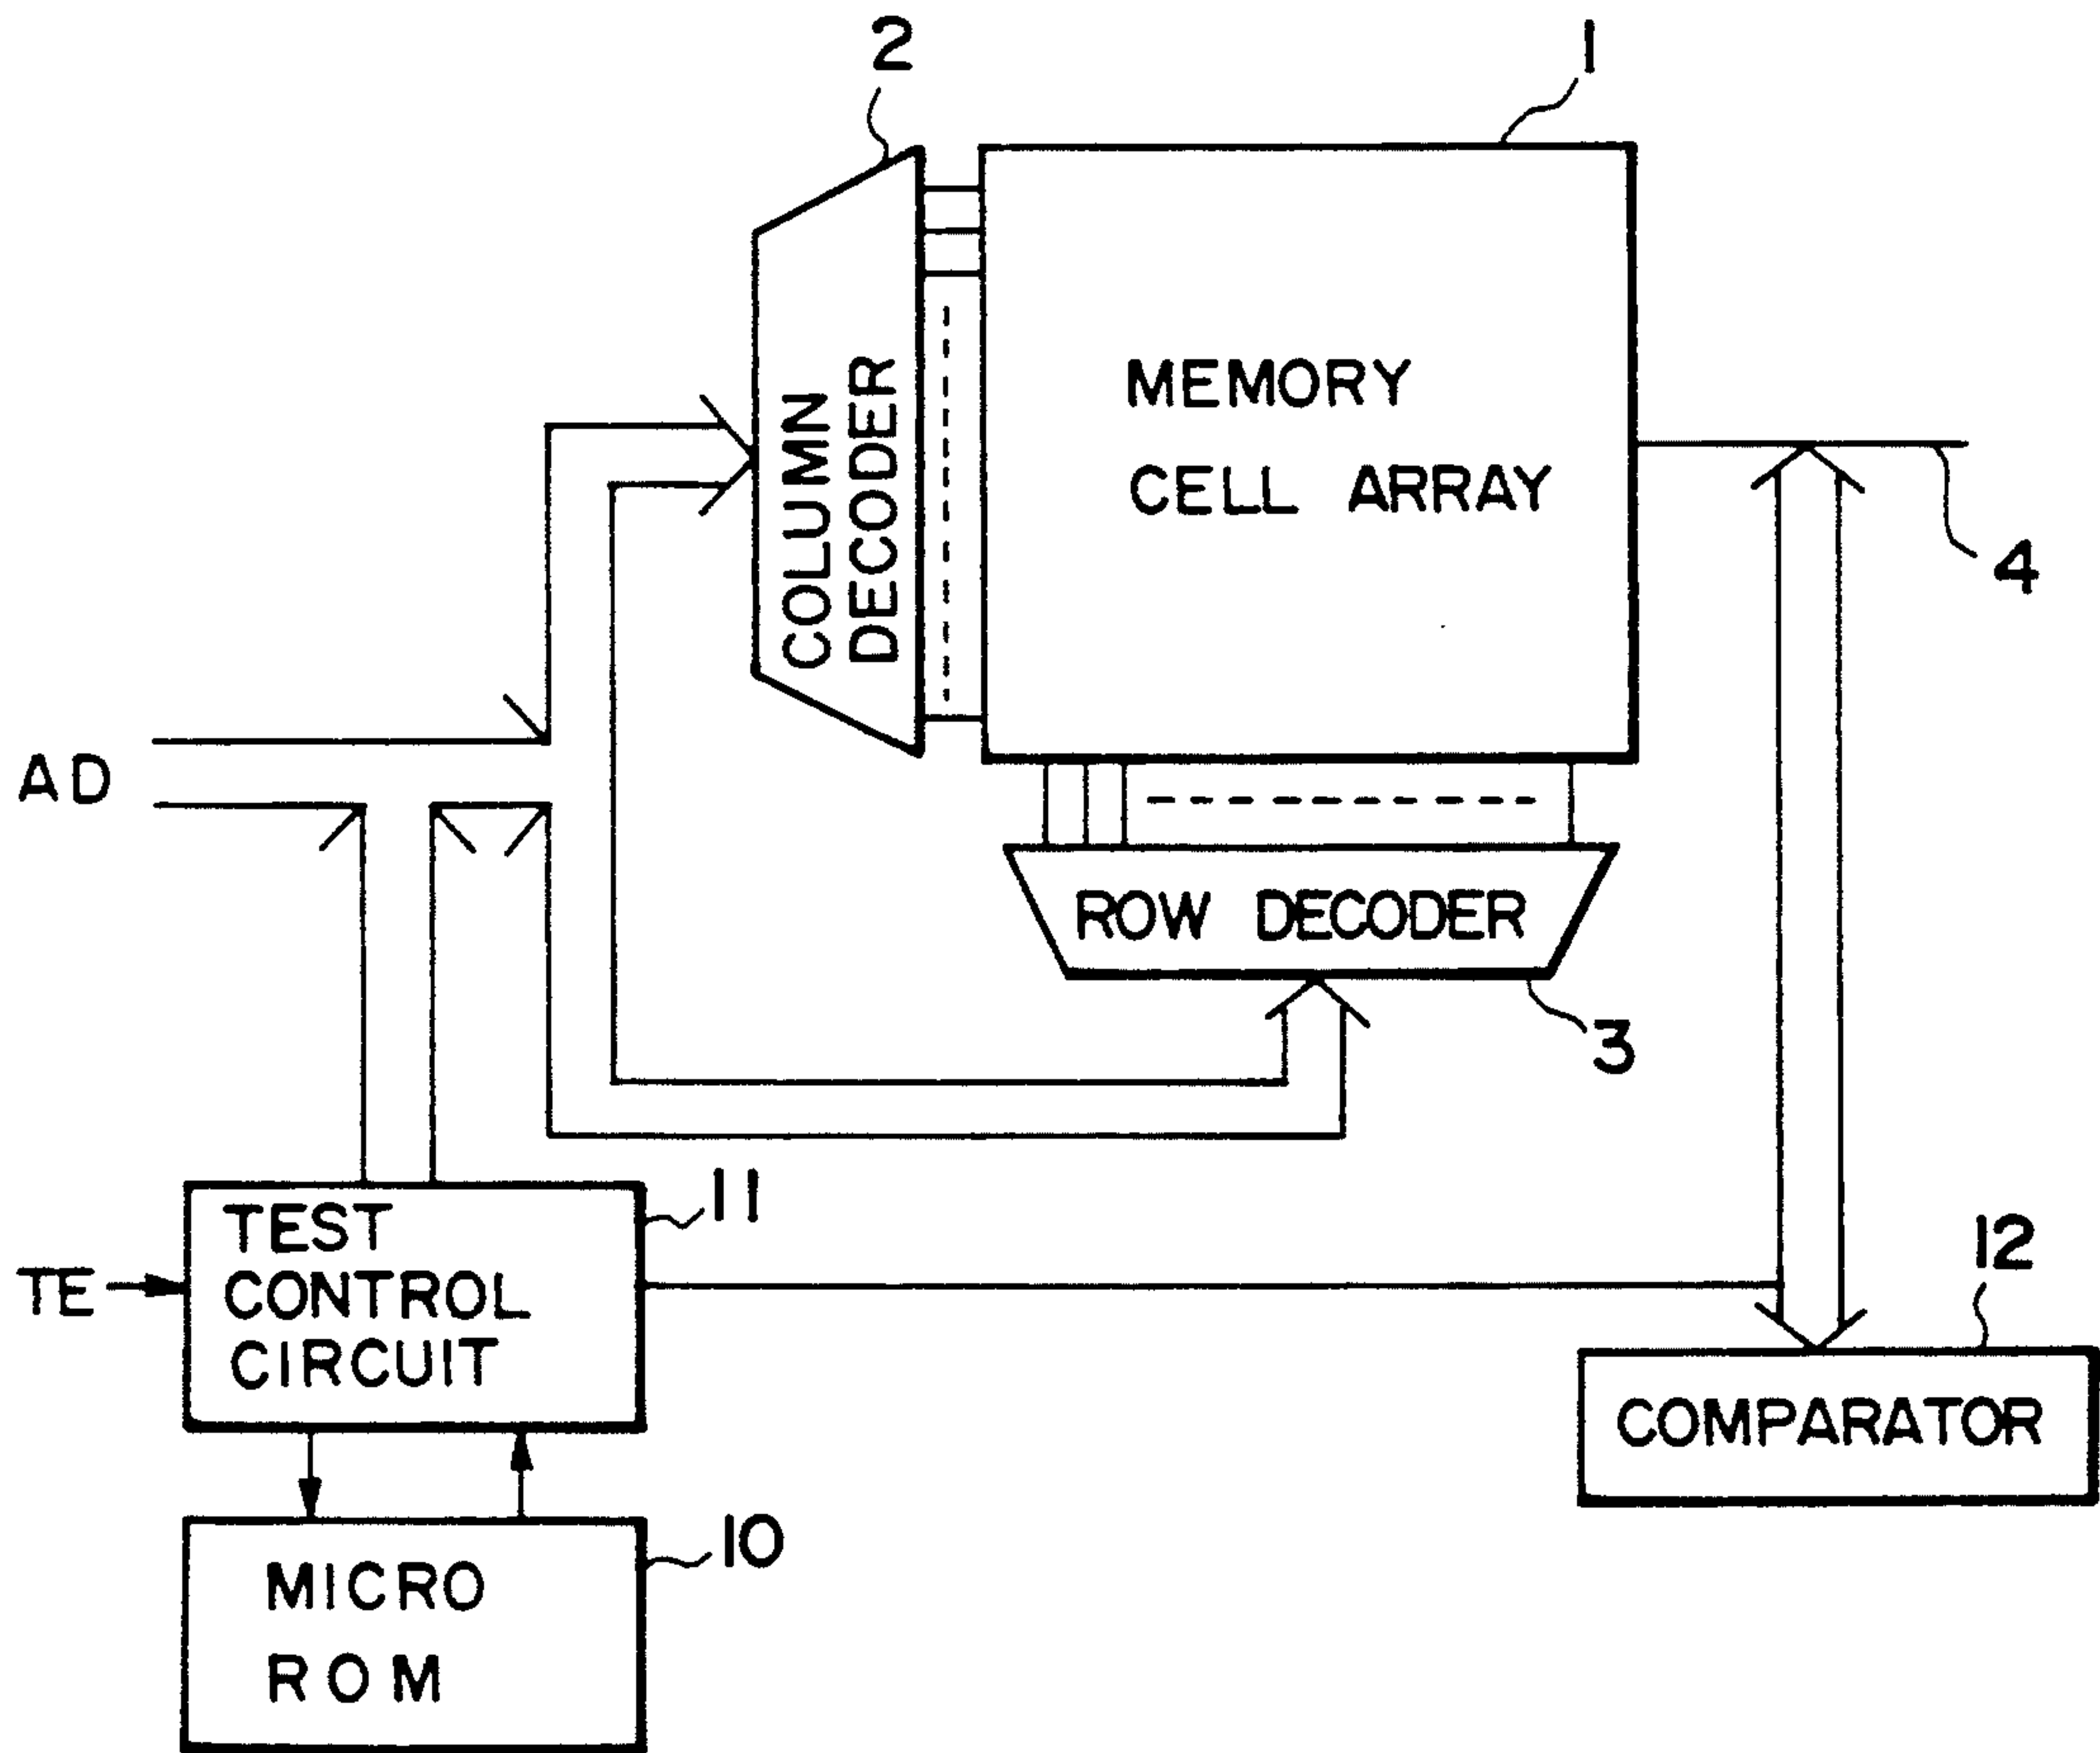 2
1
COLUMN
DECODER
MEMORY
CELL ARRAY
4
AD
ROW DECODER
3
11
TEST
CONTROL
CIRCUIT
TE
12
COMPARATOR
10
MICRO
ROM